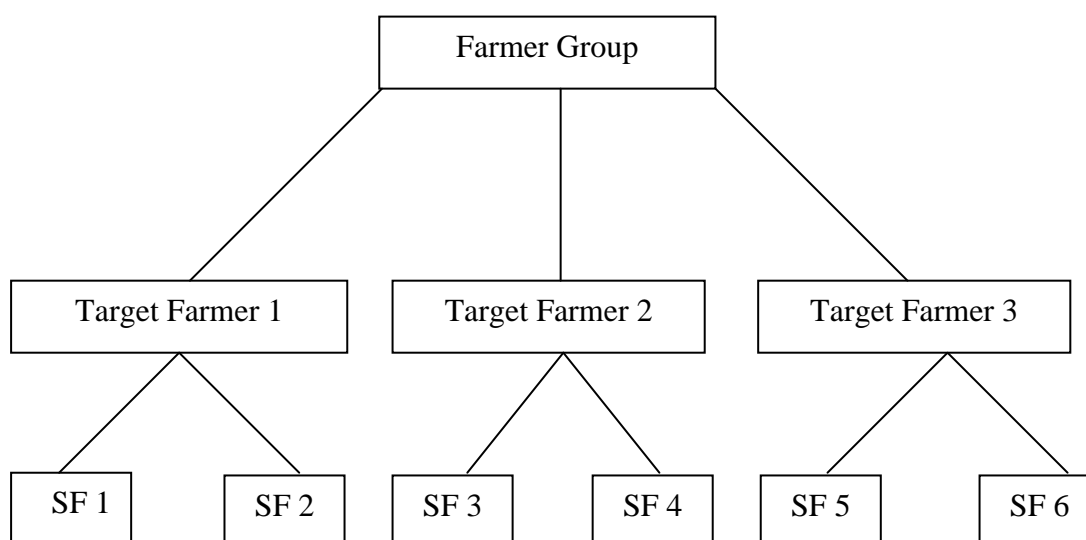 Farmer Group
Target Farmer 1
Target Farmer 2
Target Farmer 3
SF 1
SF 2
SF 3
SF 4
SF 5
SF 6